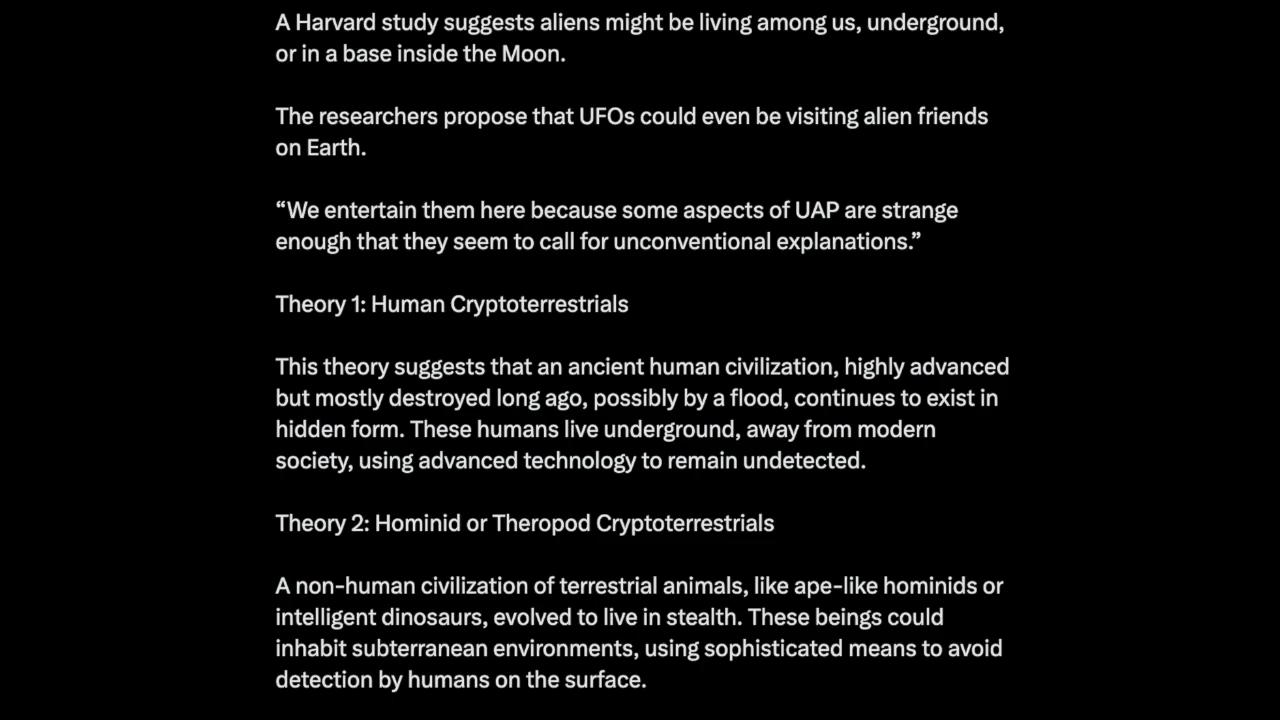 A Harvard study suggests aliens might be living among us, underground,
or in a base inside the Moon.
The researchers propose that UFOs could even be visiting alien friends
on Earth.
“We entertain them here because some aspects of UAP are strange
enough that they seem to call for unconventional explanations.”
Theory 1: Human Cryptoterrestrials
This theory suggests that an ancient human civilization, highly advanced
but mostly destroyed long ago, possibly by a flood, continues to exist in
hidden form. These humans live underground, away from modern
society, using advanced technology to remain undetected.
Theory 2: Hominid or Theropod Cryptoterrestrials
A non-human civilization of terrestrial animals, like ape-like hominids or
intelligent dinosaurs, evolved to live in stealth. These beings could
inhabit subterranean environments, using sophisticated means to avoid
detection by humans on the surface.